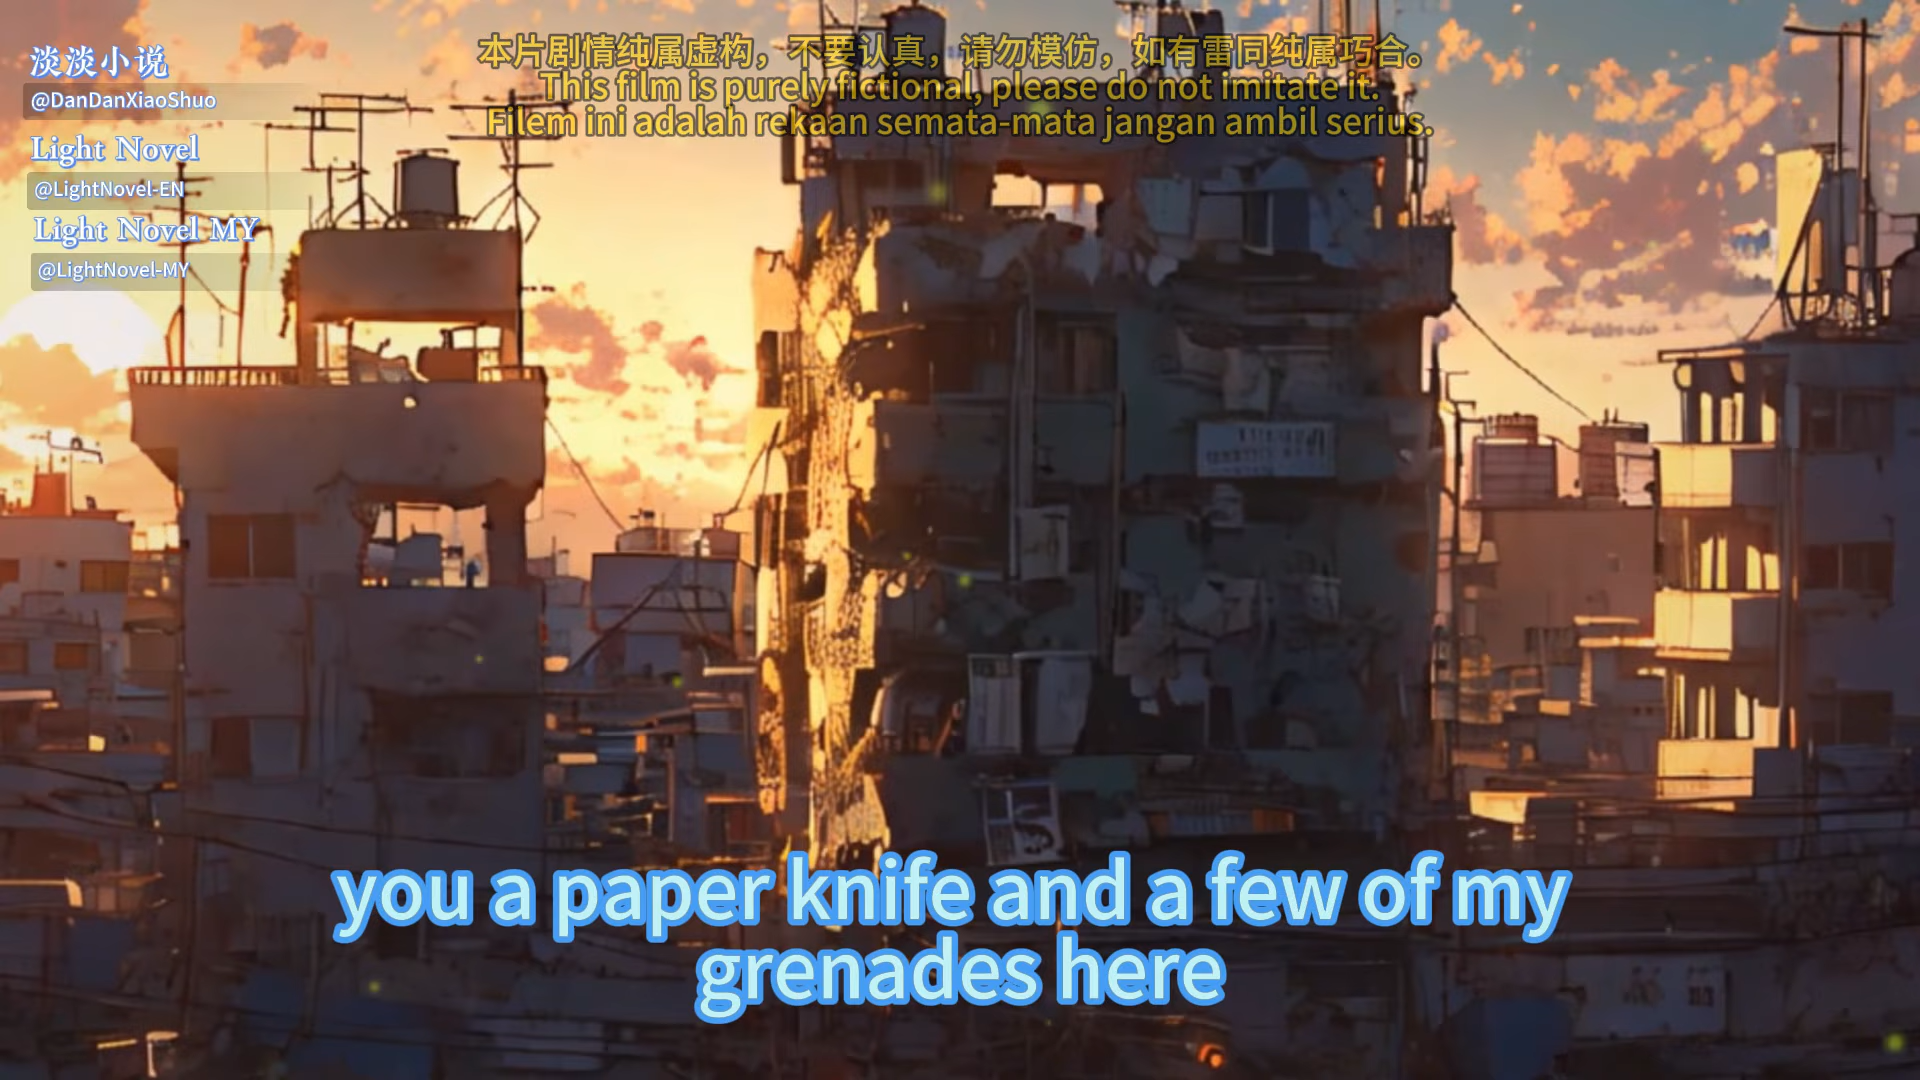 淡淡小说
@DanDanXiaoShuo
Light Novel
@LightNovel-EN
Light Novel MY
@LightNovel-MY
本片剧情纯属虚构，不要认真，请勿模仿，如有雷同纯属巧合。
This film is purely fictional, please do not imitate it.
Filem ini adalah rekaan semata-mata jangan ambil serius.
you a paper knife and a few of my
grenades here